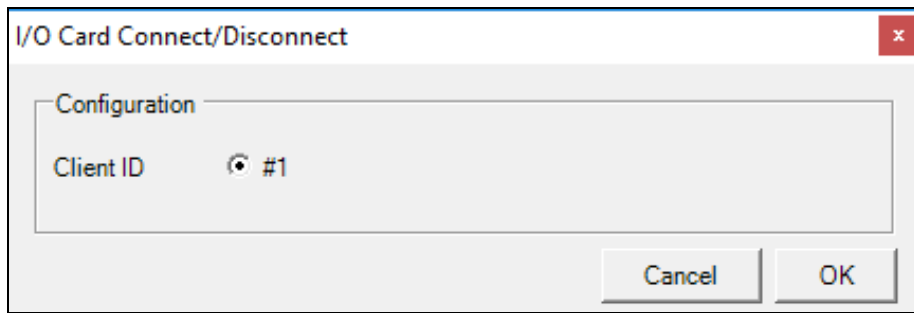 I/O Card Connect/Disconnect
x
Configuration
Client ID #1
Cancel OK